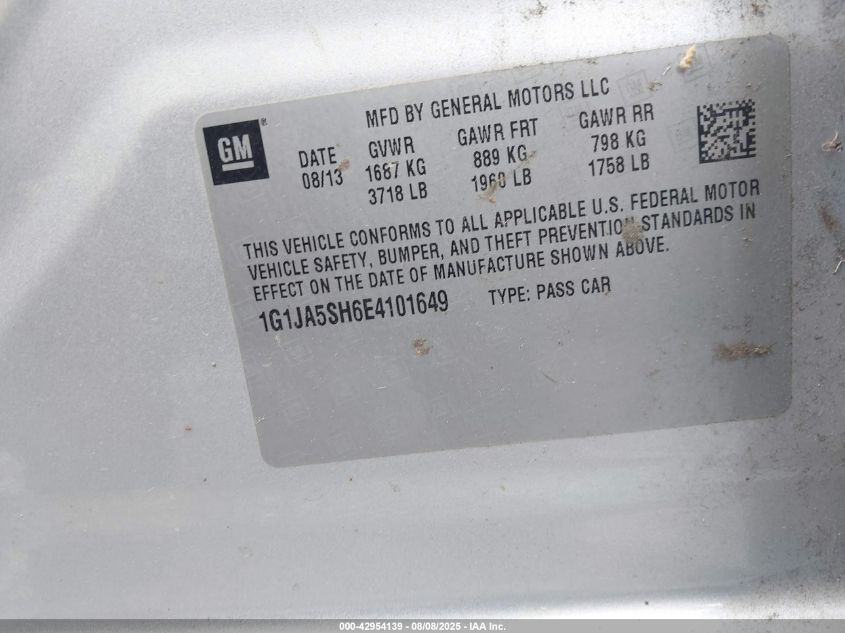 GM®
MFD BY GENERAL MOTORS LLC
DATE GVWR GAWR FRT GAWR RR
08/13 1687 KG 889 KG 798 KG
3718 LB 1960 LB 1758 LB
THIS VEHICLE CONFORMS TO ALL APPLICABLE U.S. FEDERAL MOTOR
VEHICLE SAFETY, BUMPER, AND THEFT PREVENTION STANDARDS IN
EFFECT ON THE DATE OF MANUFACTURE SHOWN ABOVE.
1G1JA5SH6E4101649 TYPE: PASS CAR
000-42954139 - 08/08/2025 - IAA Inc.